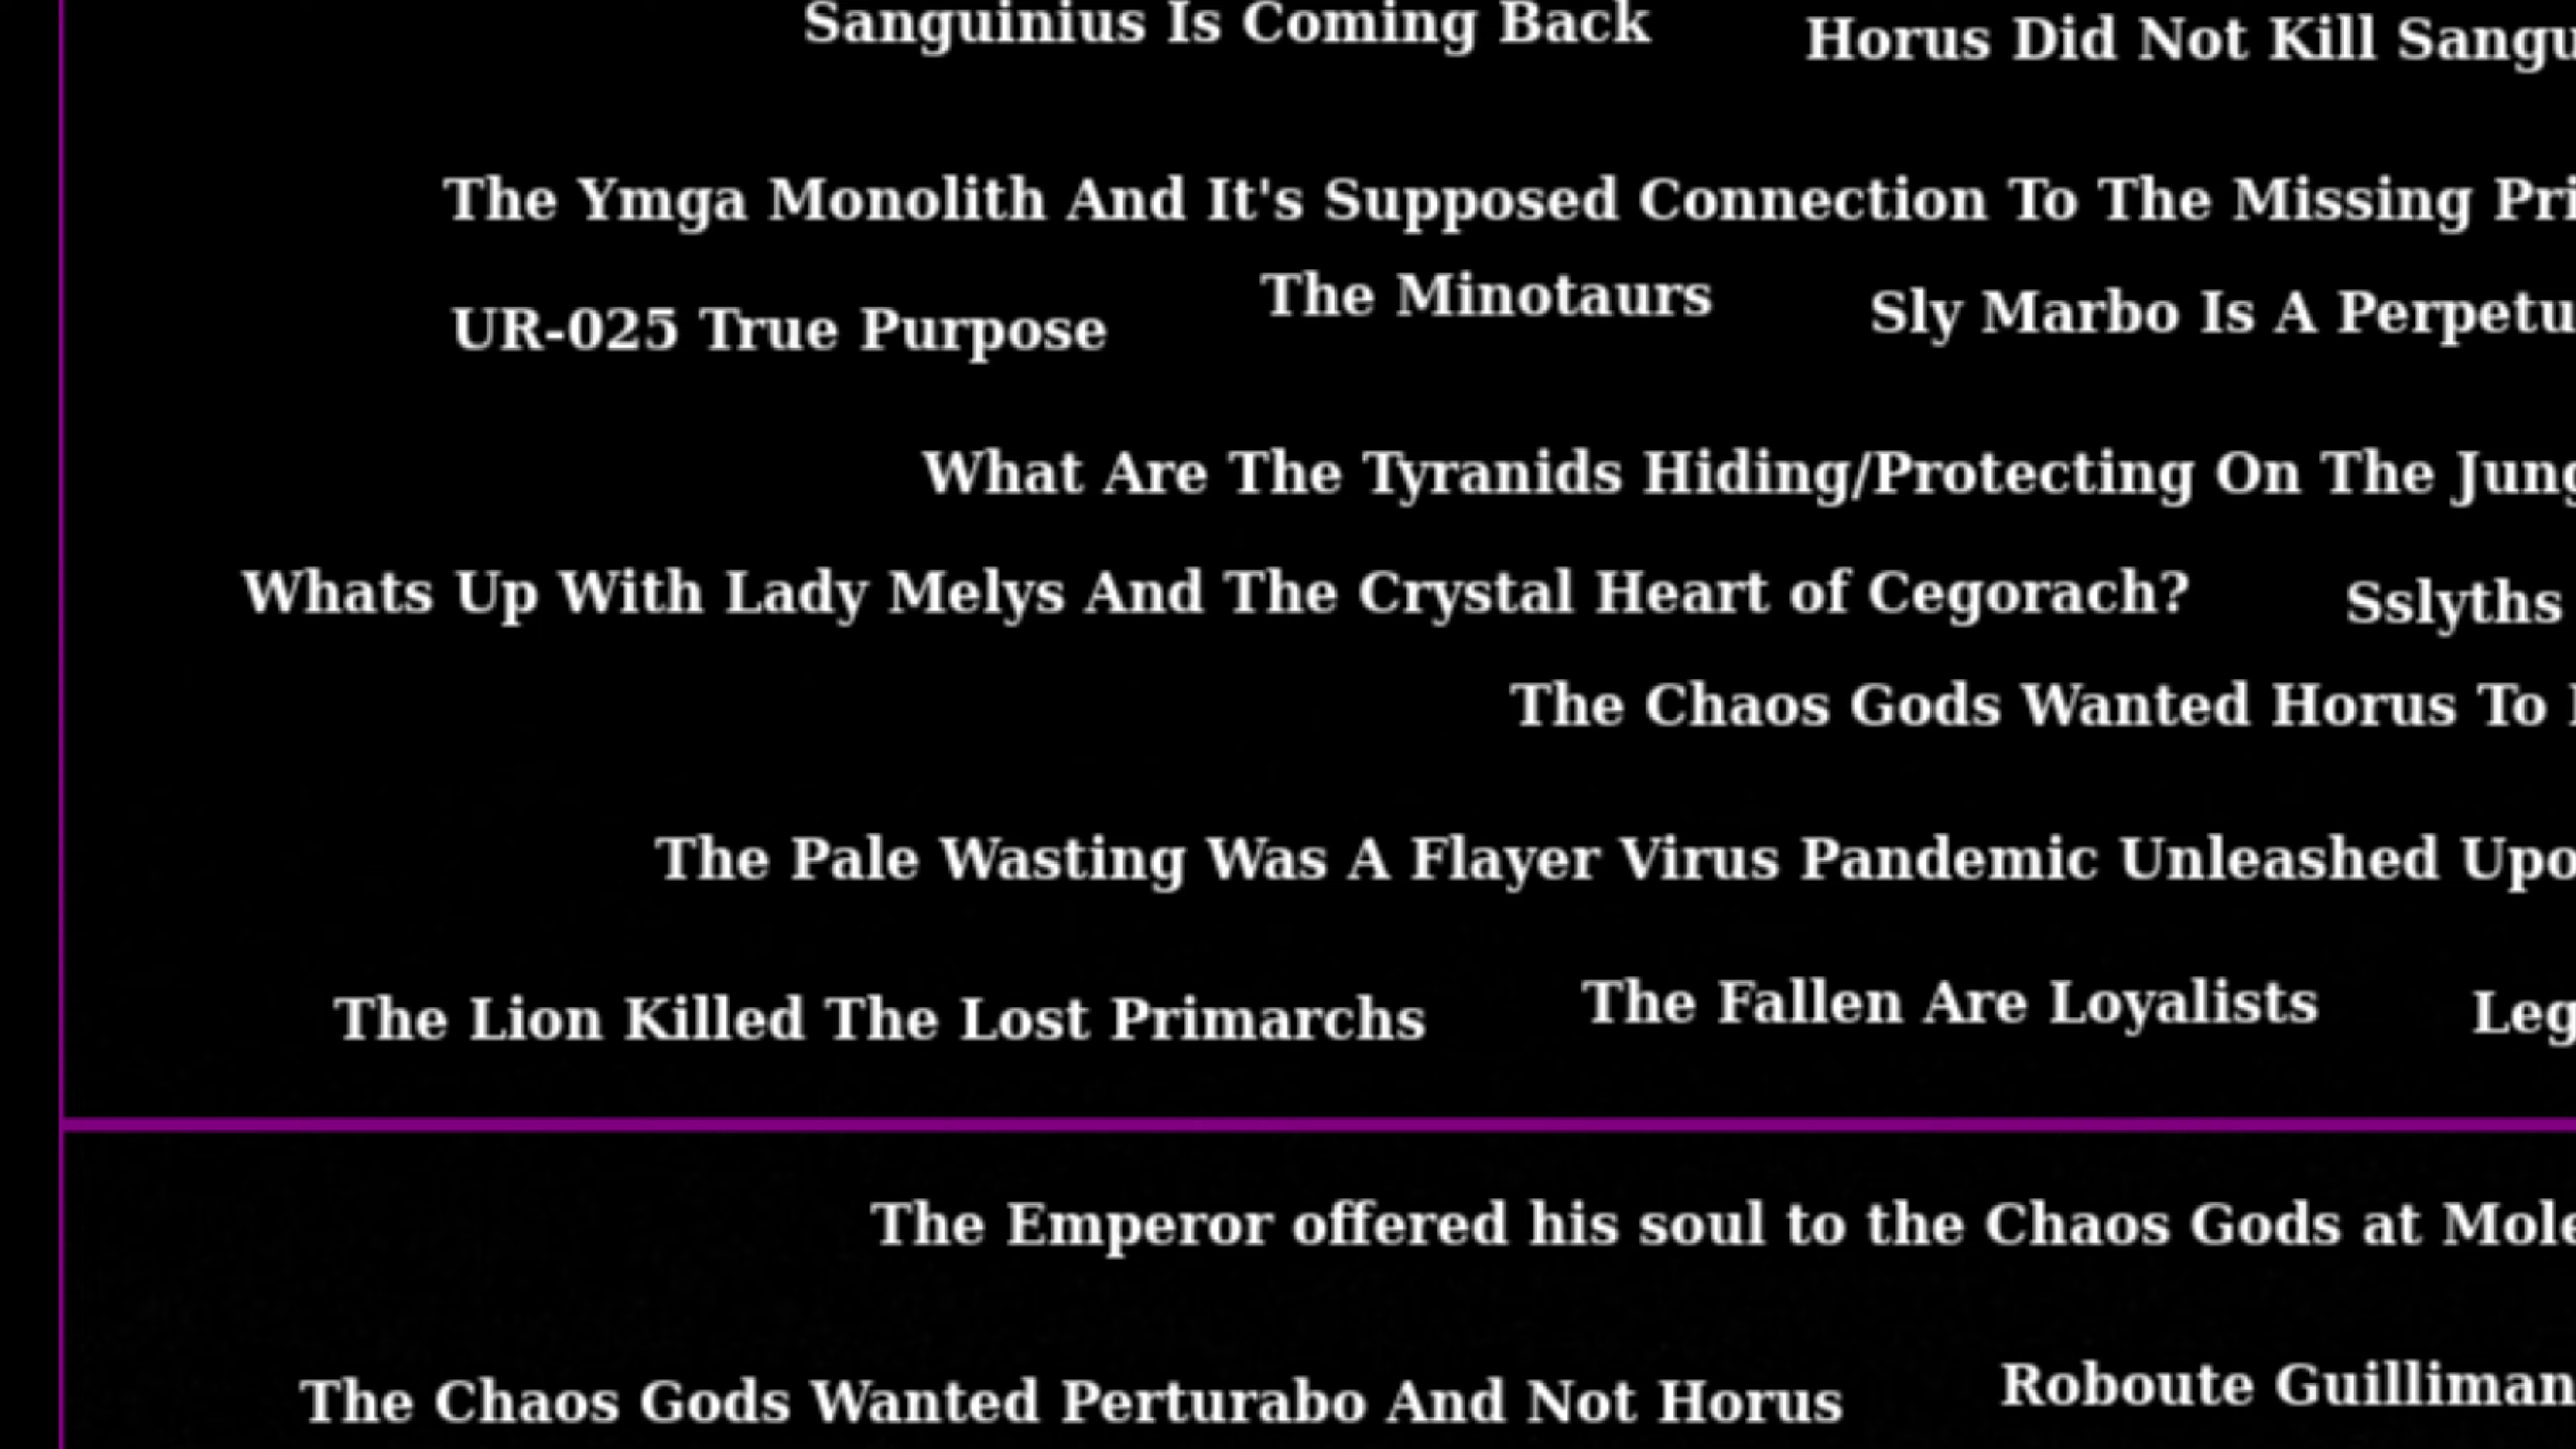 Sanguinius Is Coming Back
Horus Did Not Kill
The Ymga Monolith And It's Supposed Connection To The Missing
UR-025 True Purpose
The Minotaurs
Sly Marbo Is A
What Are The Tyranids Hiding/Protecting On The
Whats Up With Lady Melys And The Crystal Heart of Cegorach?
Sslyths
The Chaos Gods Wanted Horus To
The Pale Wasting Was A Flayer Virus Pandemic Unleashed
The Lion Killed The Lost Primarchs
The Fallen Are Loyalists
The Emperor offered his soul to the Chaos Gods at
The Chaos Gods Wanted Perturabo And Not Horus
Roboute Guilliman